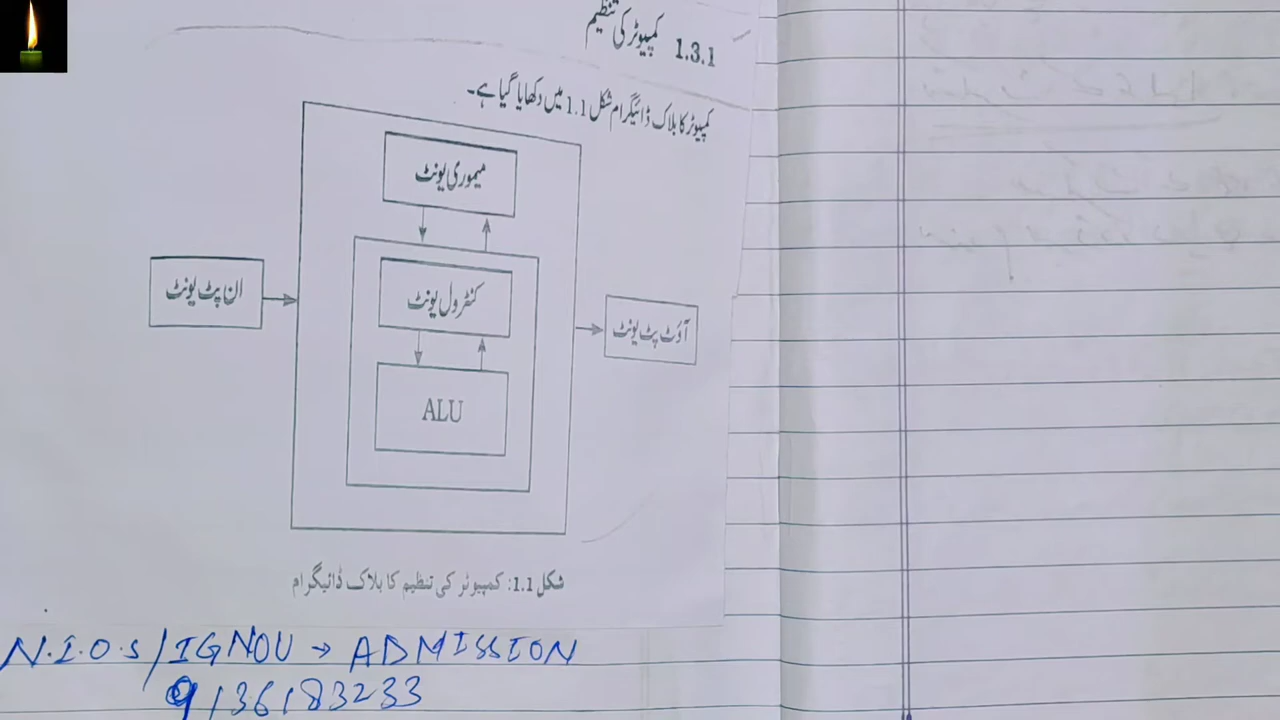 1.3.1 کمپیوٹر کی تنظیم
کمپیوٹر کا بلاک ڈائیگرام شکل 1.1 میں دکھایا گیا ہے۔
میموری یونٹ
ان پٹ یونٹ
کنٹرول یونٹ
آؤٹ پٹ یونٹ
ALU
شکل 1.1: کمپیوٹر کی تنظیم کا بلاک ڈائیگرام
N.I.O.S/IGNOU → ADMISSION
9136183233